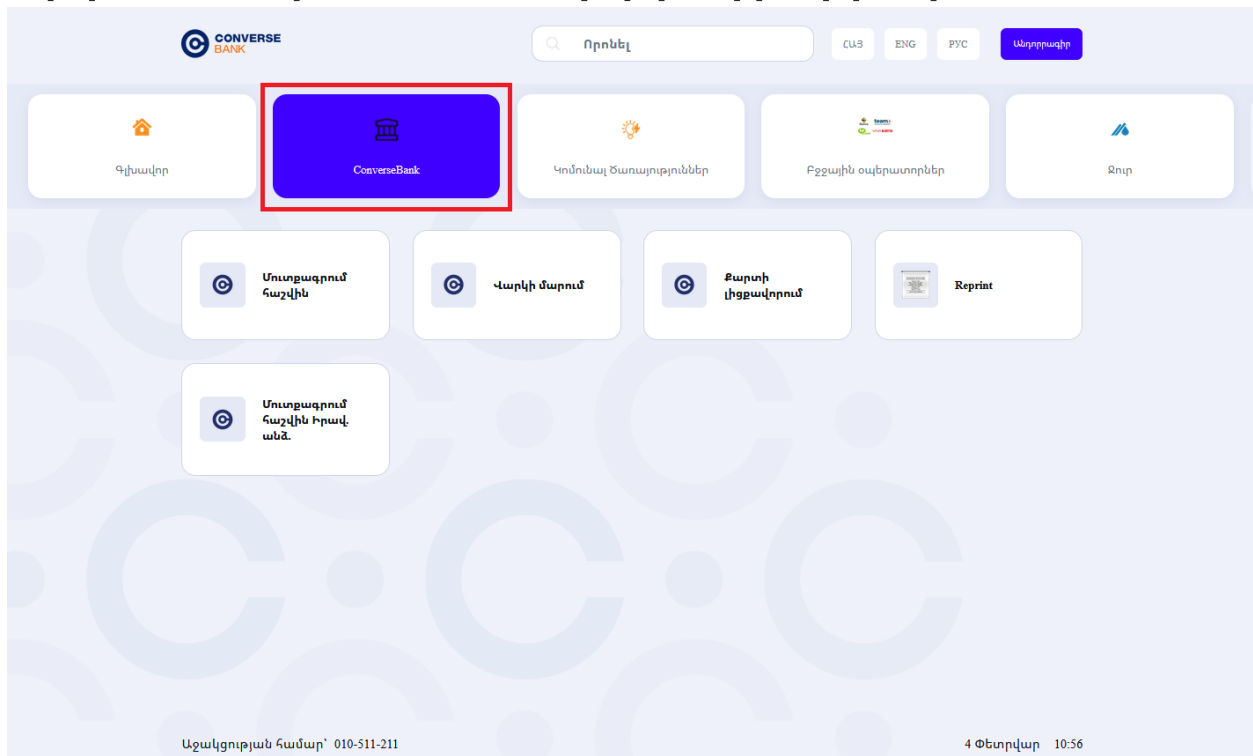 CONVERSE
BANK
Որոնել
ՀԱՅ
ENG
РУС
Անդորրագիր
Գլխավոր
ConverseBank
Կոմունալ Ծառայություններ
team
Բջջային օպերատորներ
Ջուր
Մուտքագրում
հաշվին
Վարկի մարում
Քարտի
լիցքավորում
Reprint
Մուտքագրում
հաշվին Իրավ.
անձ.
Աջակցության համար՝ 010-511-211
4 Փետրվար 10:56